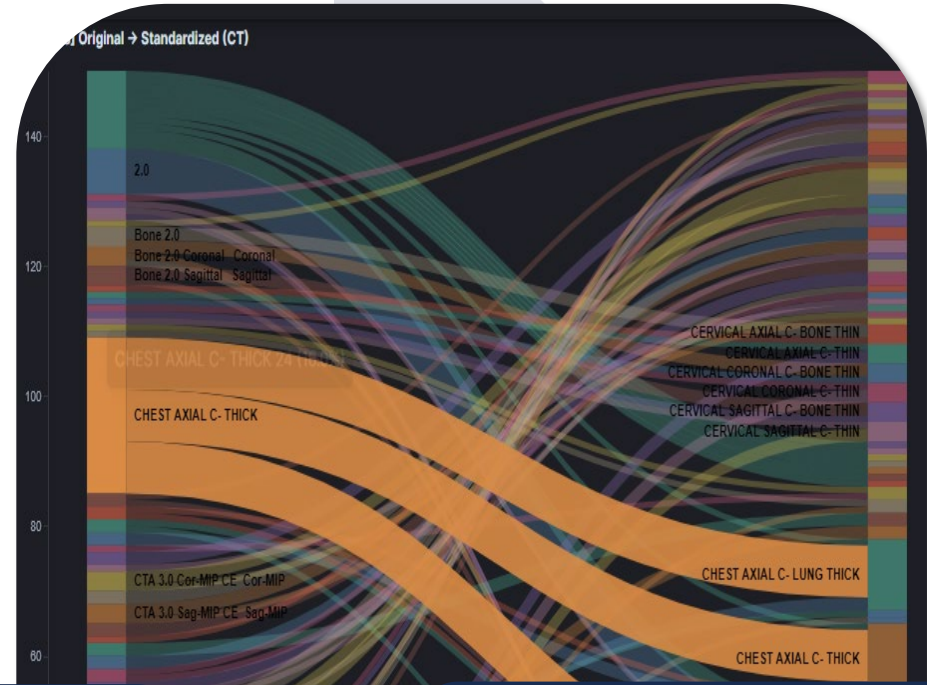 Original → Standardized (CT)
140
2.0
Bone 2.0
120
Bone 2.0 Coronal Coronal
Bone 2.0 Sagittal Sagittal
CERVICAL AXIAL C- BONE THIN
CERVICAL AXIAL C- THIN
CHEST AXIAL C- THICK 24
CERVICAL CORONAL C- BONE THIN
CERVICAL CORONAL C- THIN
100
CERVICAL SAGITTAL C- BONE THIN
CHEST AXIAL C- THICK
CERVICAL SAGITTAL C- THIN
80
CHEST AXIAL C- LUNG THICK
CTA 3.0 Cor-MIP CE Cor-MIP
CTA 3.0 Sag-MIP CE Sag-MIP
60
CHEST AXIAL C- THICK